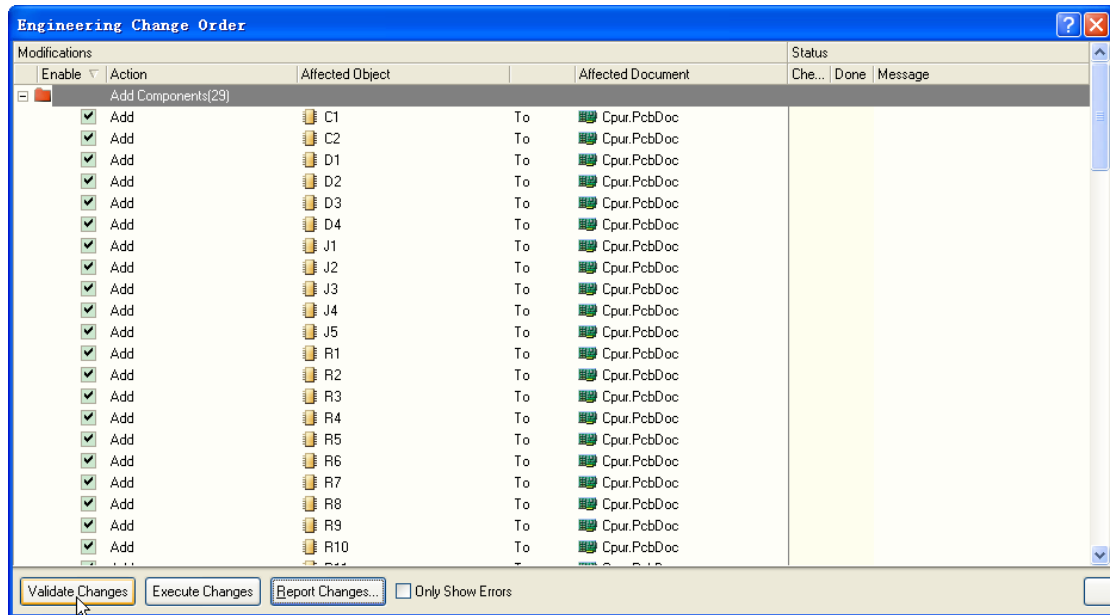 Engineering Change Order
Modifications Status
Enable Action Affected Object Affected Document Che... Done Message
Add Components(29)
Add C1 To Cpur.PcbDoc
Add C2 To Cpur.PcbDoc
Add D1 To Cpur.PcbDoc
Add D2 To Cpur.PcbDoc
Add D3 To Cpur.PcbDoc
Add D4 To Cpur.PcbDoc
Add J1 To Cpur.PcbDoc
Add J2 To Cpur.PcbDoc
Add J3 To Cpur.PcbDoc
Add J4 To Cpur.PcbDoc
Add J5 To Cpur.PcbDoc
Add R1 To Cpur.PcbDoc
Add R2 To Cpur.PcbDoc
Add R3 To Cpur.PcbDoc
Add R4 To Cpur.PcbDoc
Add R5 To Cpur.PcbDoc
Add R6 To Cpur.PcbDoc
Add R7 To Cpur.PcbDoc
Add R8 To Cpur.PcbDoc
Add R9 To Cpur.PcbDoc
Add R10 To Cpur.PcbDoc
Validate Changes Execute Changes Report Changes... Only Show Errors